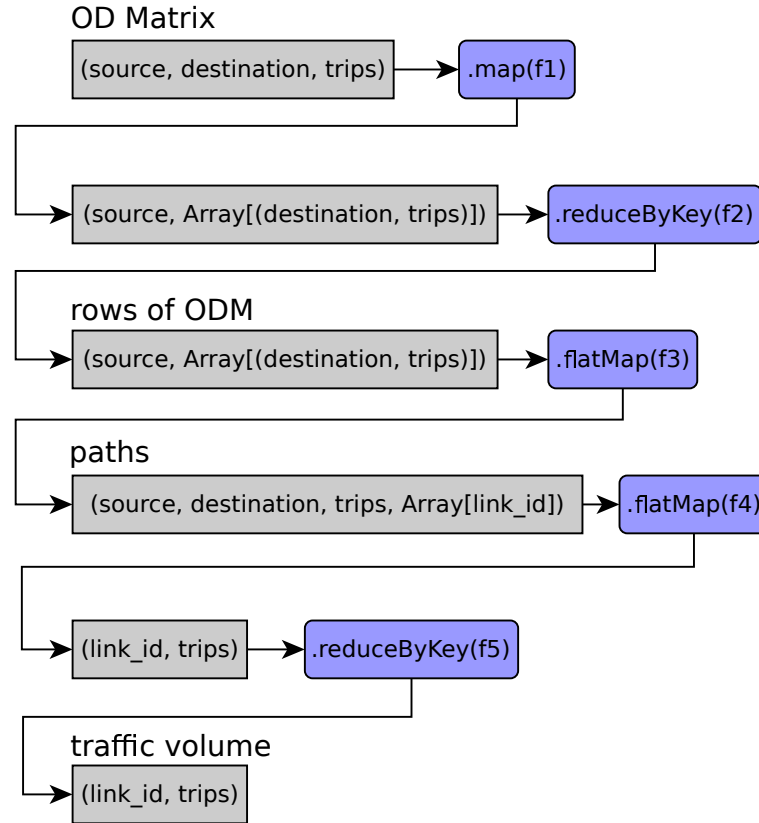 OD Matrix
(source, destination, trips)
.map(f1)
(source, Array[(destination, trips)])
.reduceByKey(f2)
rows of ODM
(source, Array[(destination, trips)])
.flatMap(f3)
paths
(source, destination, trips, Array[link_id])
.flatMap(f4)
(link_id, trips)
.reduceByKey(f5)
traffic volume
(link_id, trips)